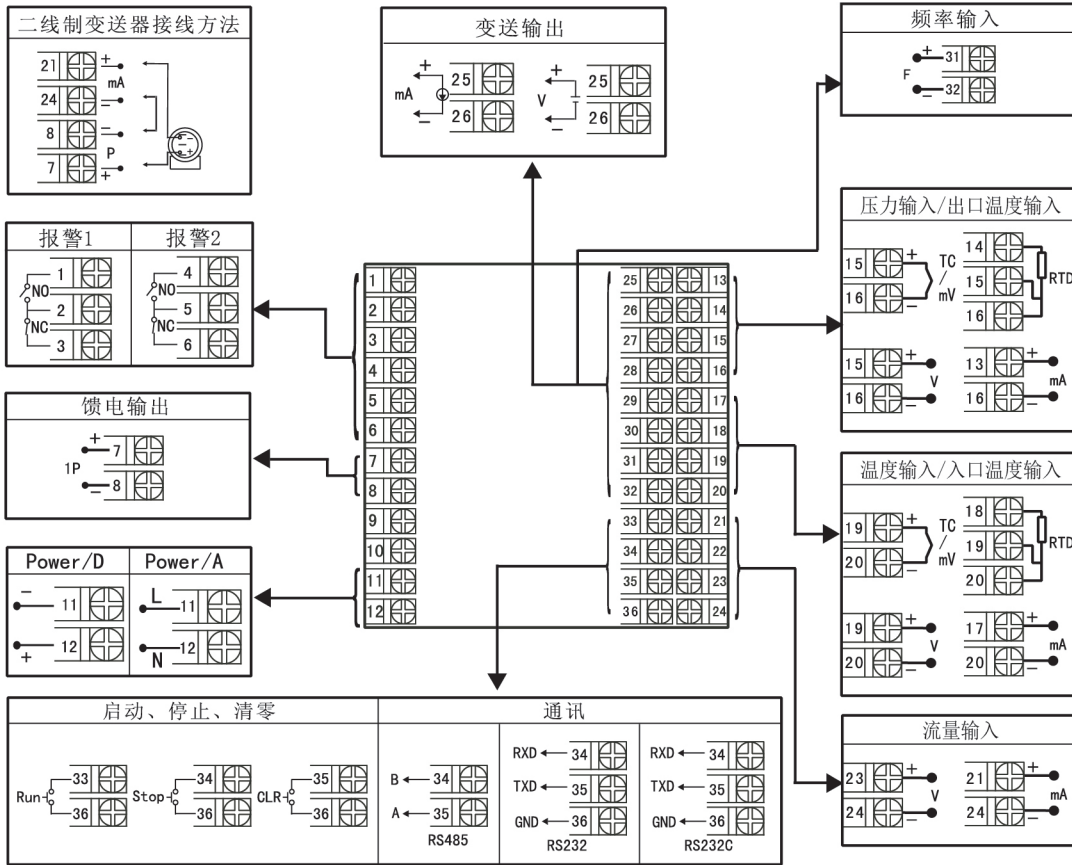 二线制变送器接线方法
21 + mA
24 −
8 − P
7 +
变送输出
+ mA − 25 26
+ V − 25 26
频率输入
F + 31
− 32
报警1 报警2
1 NO 2 NC 3
4 NO 5 NC 6
馈电输出
1P + 7
− 8
Power/D Power/A
− 11
+ 12
L 11
N 12
1 25 13
2 26 14
3 27 15
4 28 16
5 29 17
6 30 18
7 31 19
8 32 20
9 33 21
10 34 22
11 35 23
12 36 24
压力输入/出口温度输入
15 + TC / mV
16 −
14 15 16 RTD
15 + V
16 −
13 + mA
16 −
温度输入/入口温度输入
19 + TC / mV
20 −
18 19 20 RTD
19 + V
20 −
17 + mA
20 −
流量输入
23 + V
24 −
21 + mA
24 −
启动、停止、清零
Run 33 36
Stop 34 36
CLR 35 36
通讯
B 34
A 35
RS485
RXD 34
TXD 35
GND 36
RS232
RXD 34
TXD 35
GND 36
RS232C